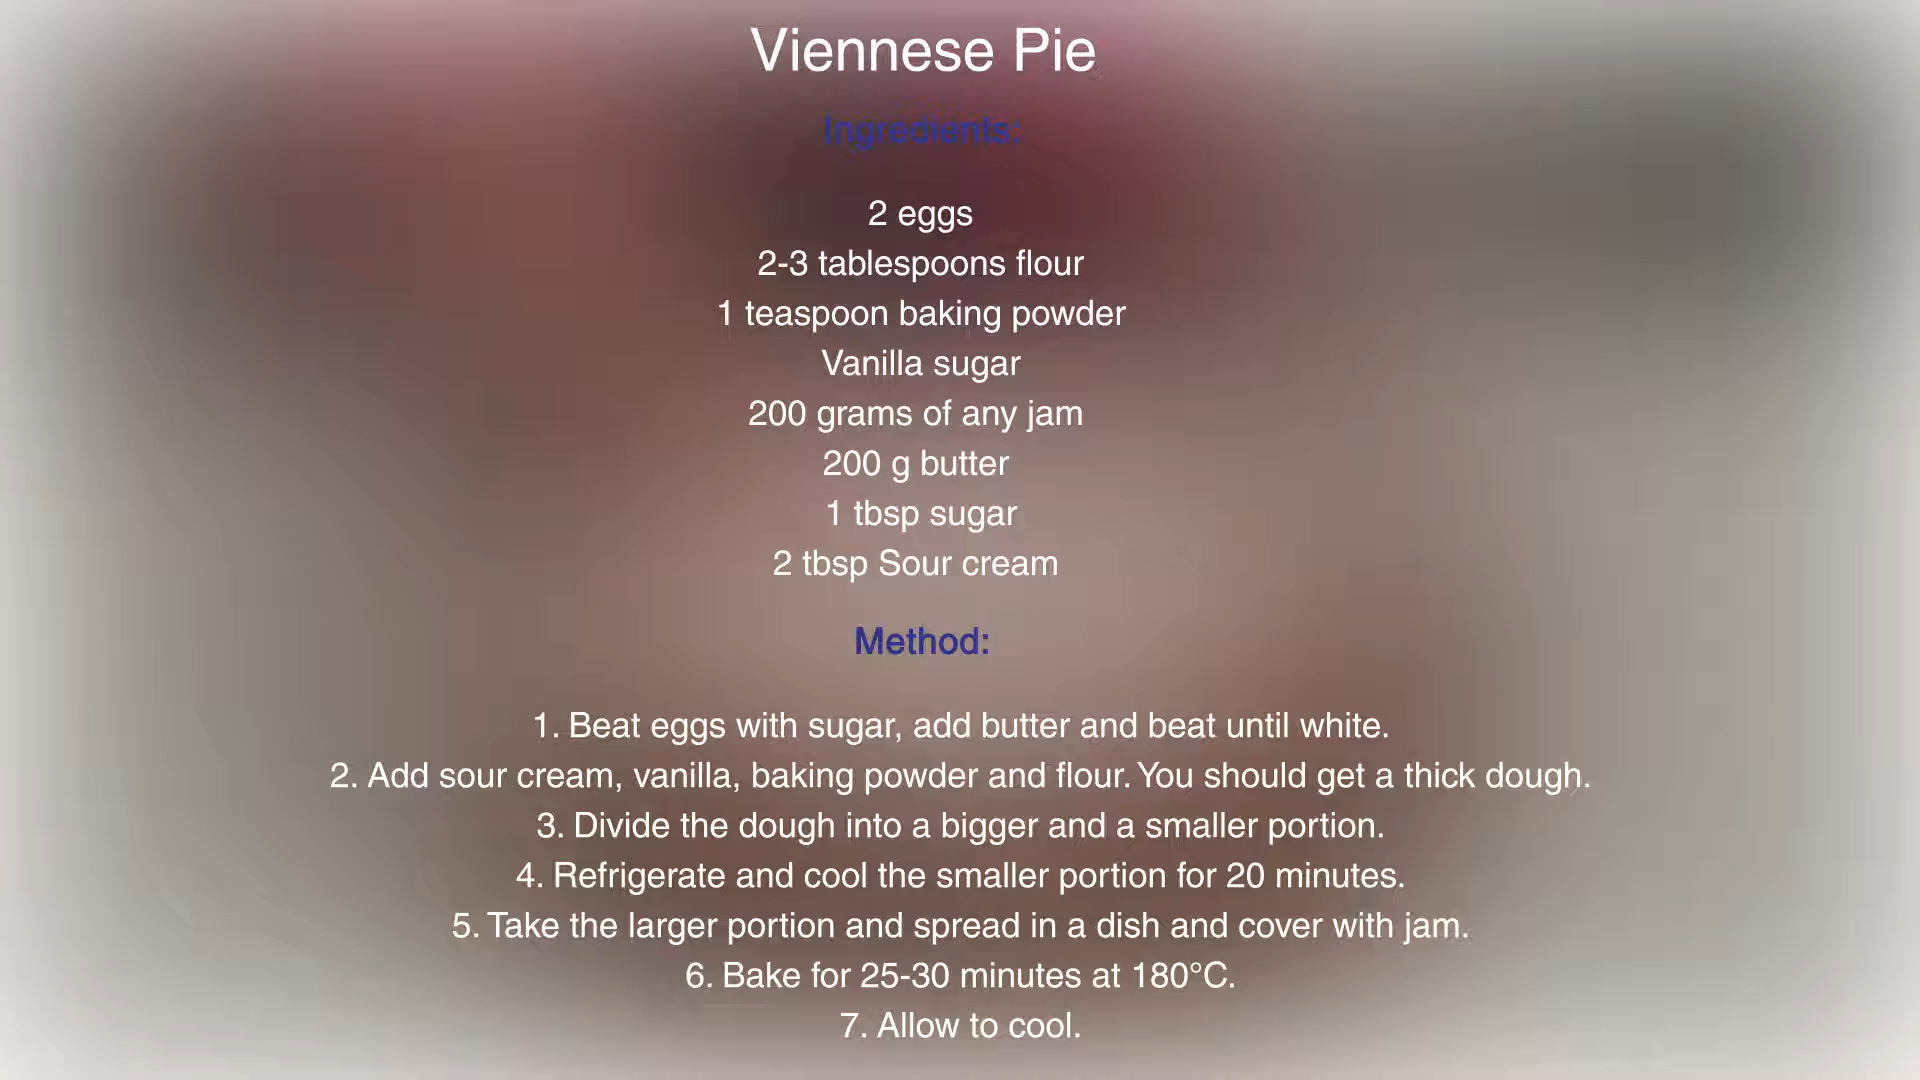 Viennese Pie
Ingredients:
2 eggs
2-3 tablespoons flour
1 teaspoon baking powder
Vanilla sugar
200 grams of any jam
200 g butter
1 tbsp sugar
2 tbsp Sour cream
Method:
1. Beat eggs with sugar, add butter and beat until white.
2. Add sour cream, vanilla, baking powder and flour. You should get a thick dough.
3. Divide the dough into a bigger and a smaller portion.
4. Refrigerate and cool the smaller portion for 20 minutes.
5. Take the larger portion and spread in a dish and cover with jam.
6. Bake for 25-30 minutes at 180°C.
7. Allow to cool.